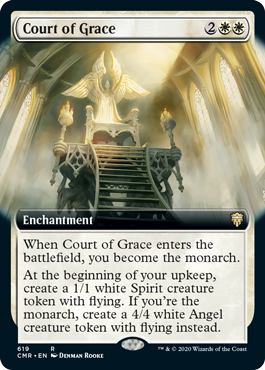 Court of Grace 2
Enchantment
When Court of Grace enters the
battlefield, you become the monarch.
At the beginning of your upkeep,
create a 1/1 white Spirit creature
token with flying. If you're the
monarch, create a 4/4 white Angel
creature token with flying instead.
619 R
CMR • EN DENMAN ROOKE
™ & © 2020 Wizards of the Coast